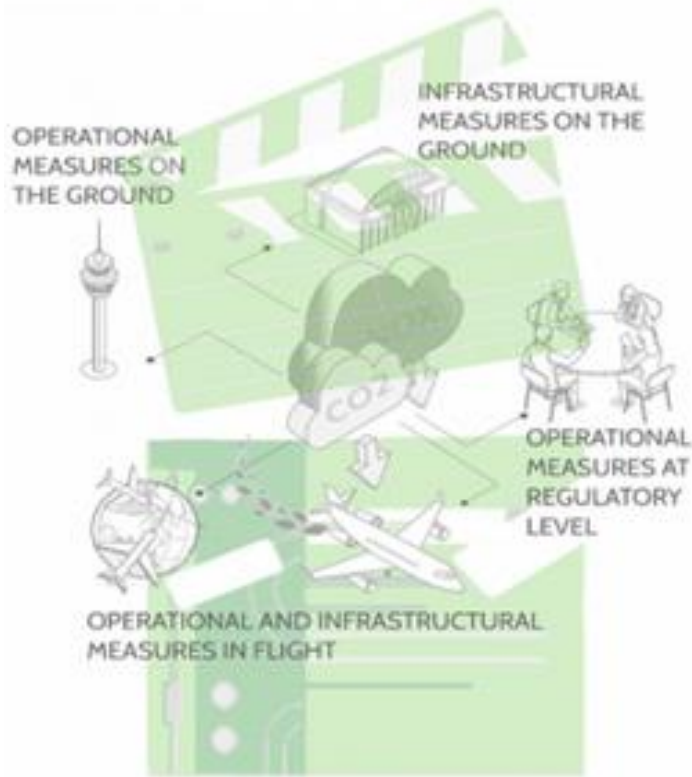 INFRASTRUCTURAL
MEASURES ON THE
GROUND
OPERATIONAL
MEASURES ON
THE GROUND
CO2
OPERATIONAL
MEASURES AT
REGULATORY
LEVEL
OPERATIONAL AND INFRASTRUCTURAL
MEASURES IN FLIGHT